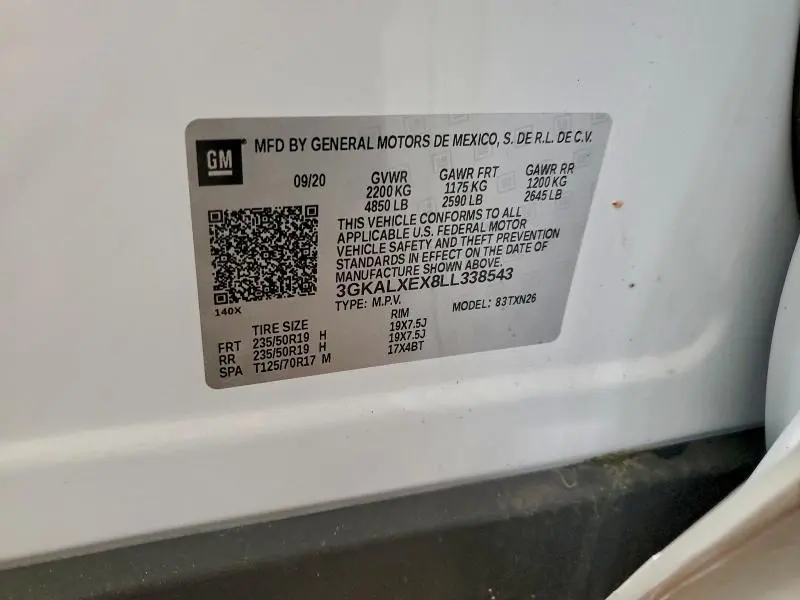 GM
MFD BY GENERAL MOTORS DE MEXICO, S. DE R.L. DE C.V.
09/20 GVWR GAWR FRT GAWR RR
2200 KG 1175 KG 1200 KG
4850 LB 2590 LB 2645 LB
THIS VEHICLE CONFORMS TO ALL
APPLICABLE U.S. FEDERAL MOTOR
VEHICLE SAFETY AND THEFT PREVENTION
STANDARDS IN EFFECT ON THE DATE OF
MANUFACTURE SHOWN ABOVE.
3GKALXEX8LL338543
TYPE: M.P.V. MODEL: 83TXN26
140X
TIRE SIZE RIM
FRT 235/50R19 H 19X7.5J
RR 235/50R19 H 19X7.5J
SPA T125/70R17 M 17X4BT